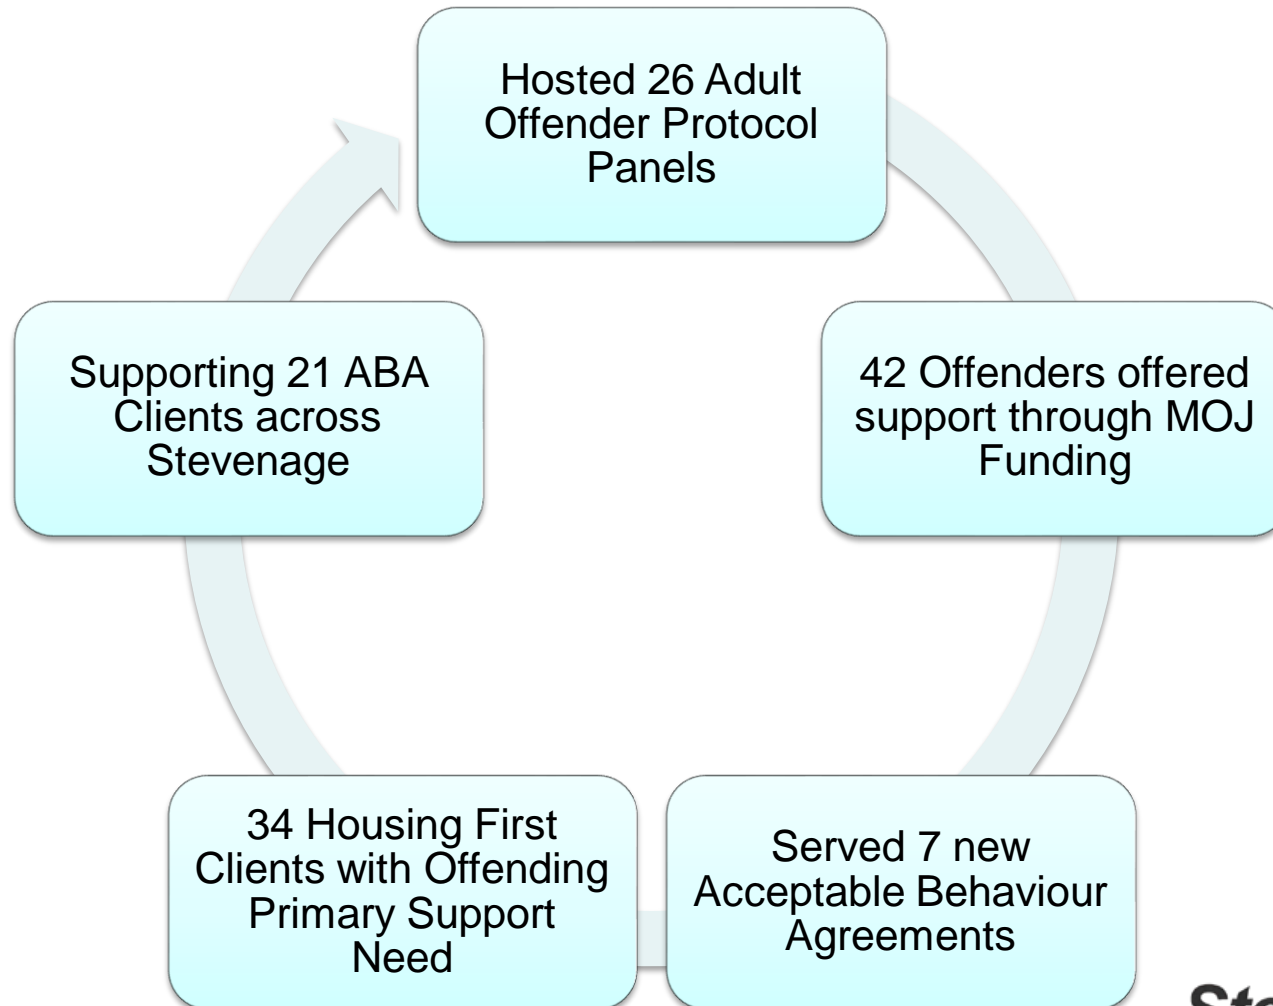 Hosted 26 Adult
Offender Protocol
Panels
42 Offenders offered
support through MOJ
Funding
Served 7 new
Acceptable Behaviour
Agreements
34 Housing First
Clients with Offending
Primary Support
Need
Supporting 21 ABA
Clients across
Stevenage